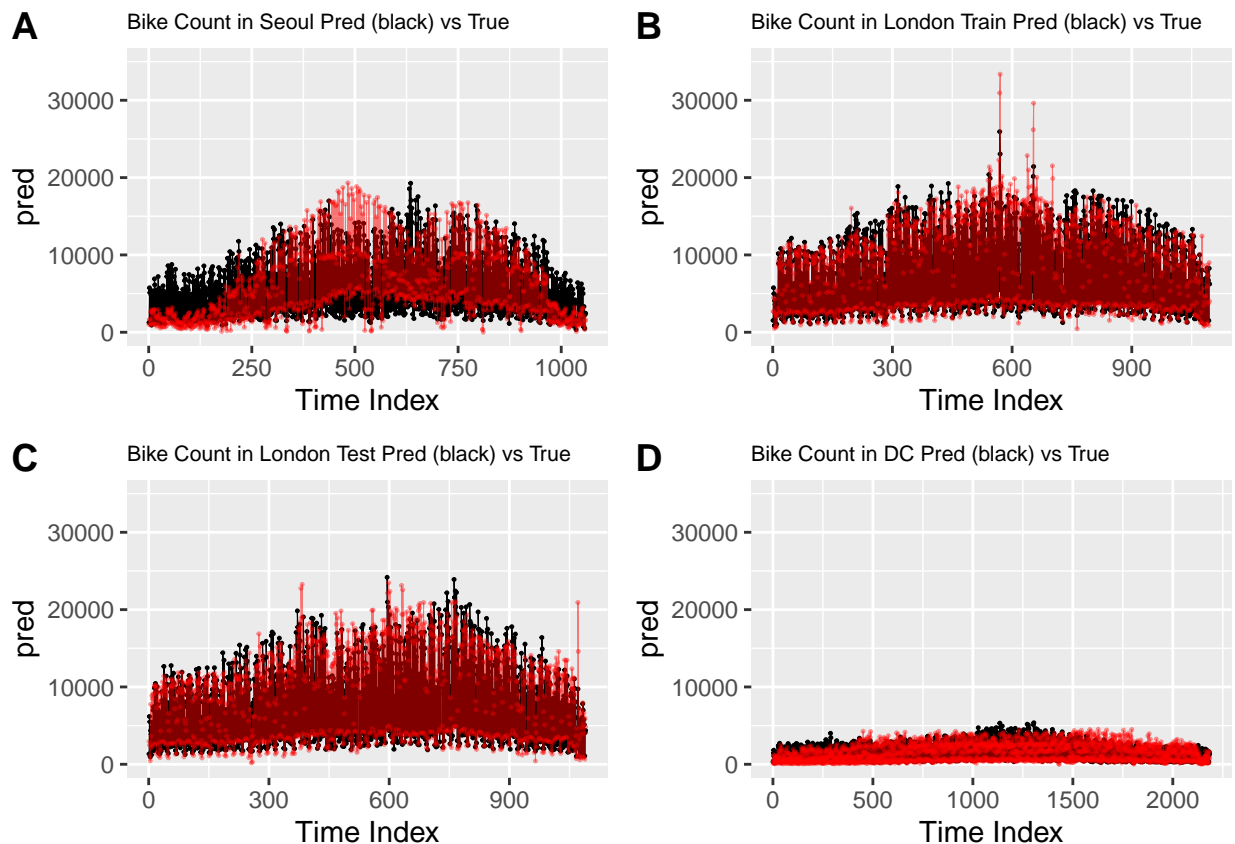 A
Bike Count in Seoul Pred (black) vs True
30000
20000
10000
0
pred
0 250 500 750 1000
Time Index
B
Bike Count in London Train Pred (black) vs True
30000
20000
10000
0
pred
0 300 600 900
Time Index
C
Bike Count in London Test Pred (black) vs True
30000
20000
10000
0
pred
0 300 600 900
Time Index
D
Bike Count in DC Pred (black) vs True
30000
20000
10000
0
pred
0 500 1000 1500 2000
Time Index